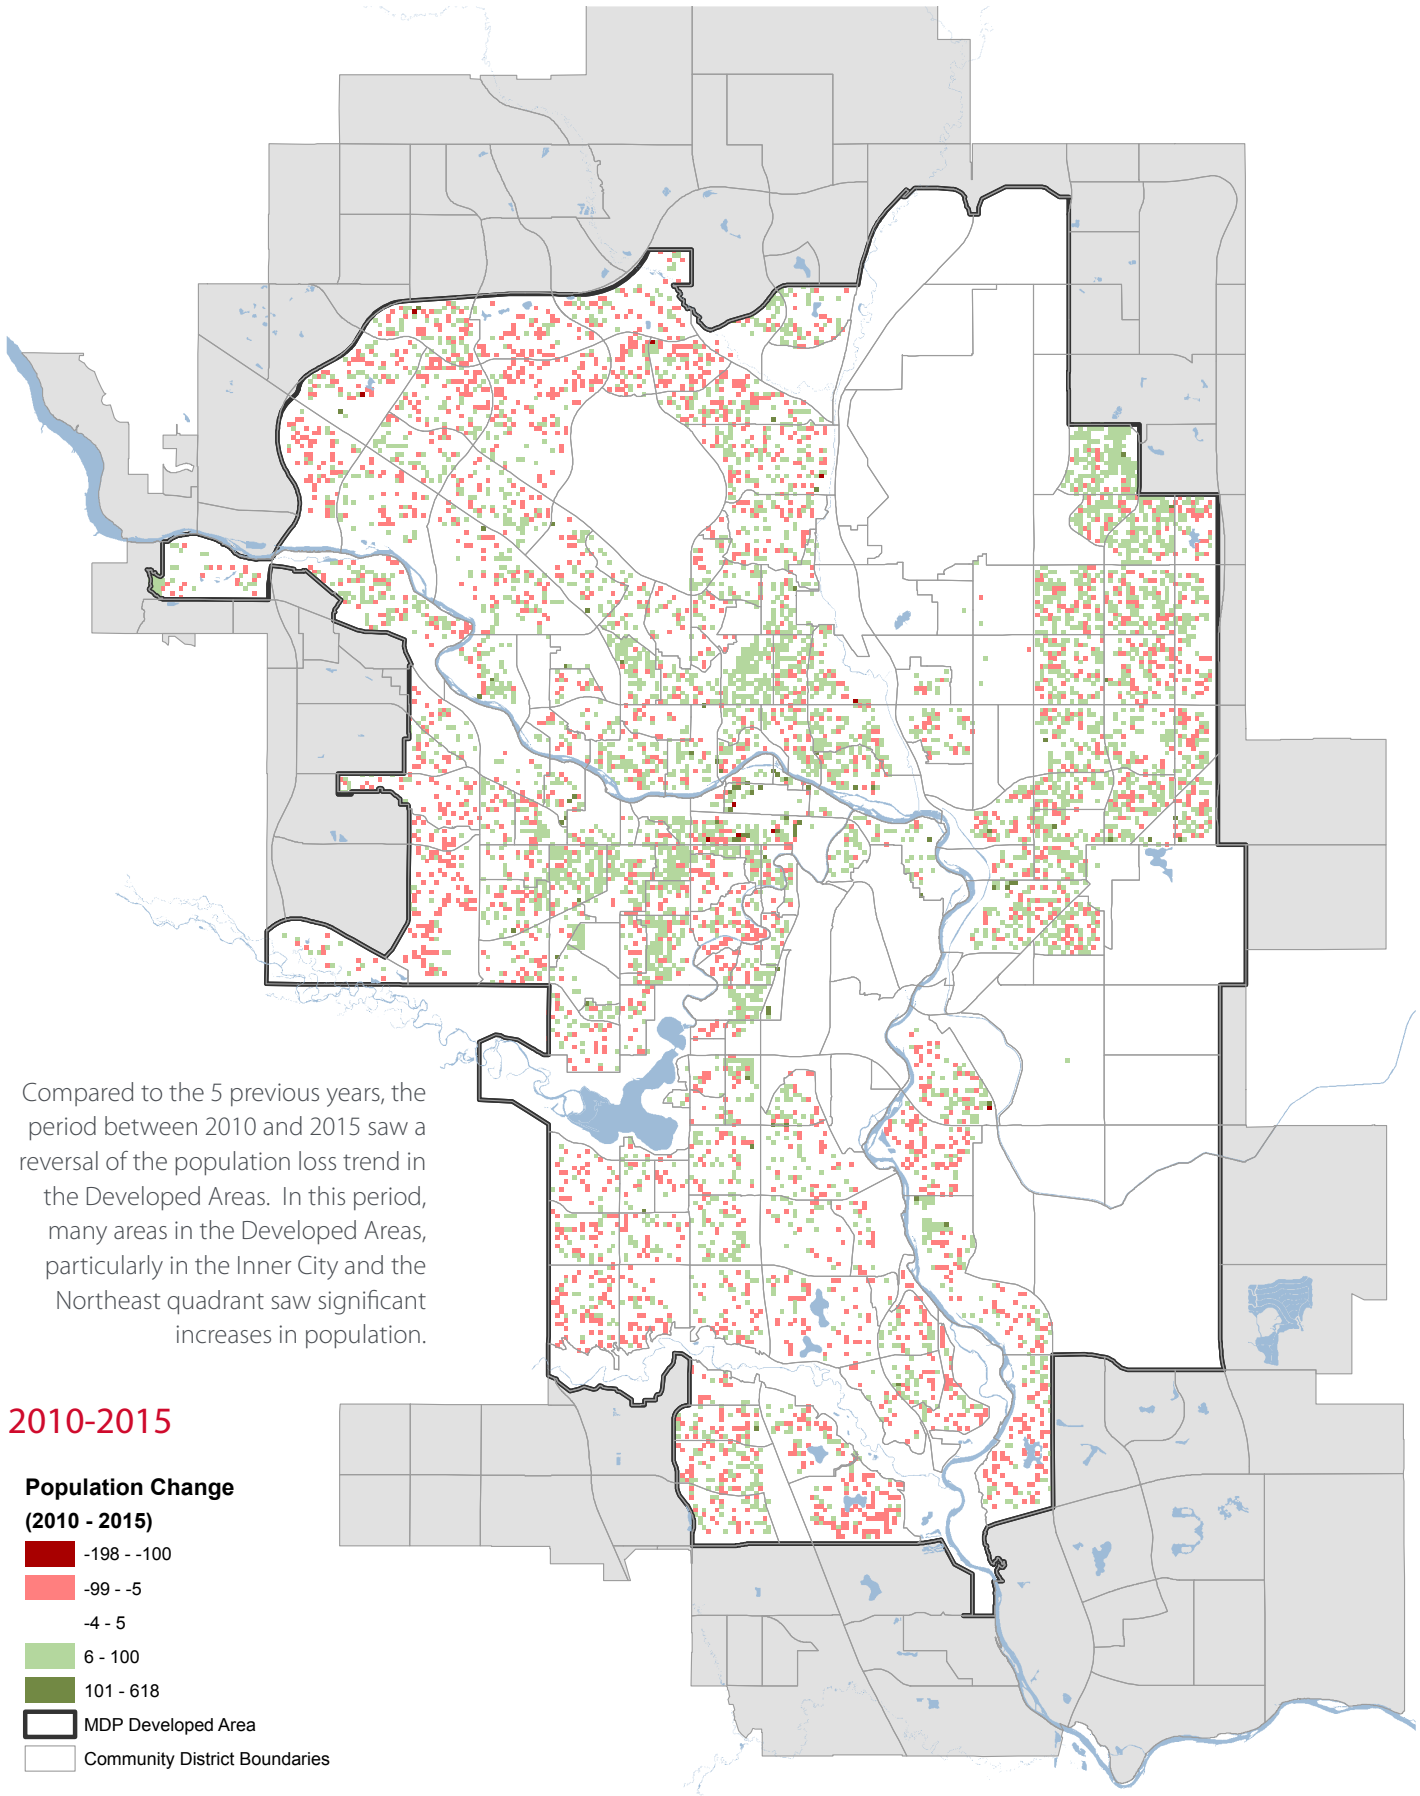 Compared to the 5 previous years, the
period between 2010 and 2015 saw a
reversal of the population loss trend in
the Developed Areas. In this period,
many areas in the Developed Areas,
particularly in the Inner City and the
Northeast quadrant saw significant
increases in population.
2010-2015
Population Change
(2010 - 2015)
-198 - -100
-99 - -5
-4 - 5
6 - 100
101 - 618
MDP Developed Area
Community District Boundaries